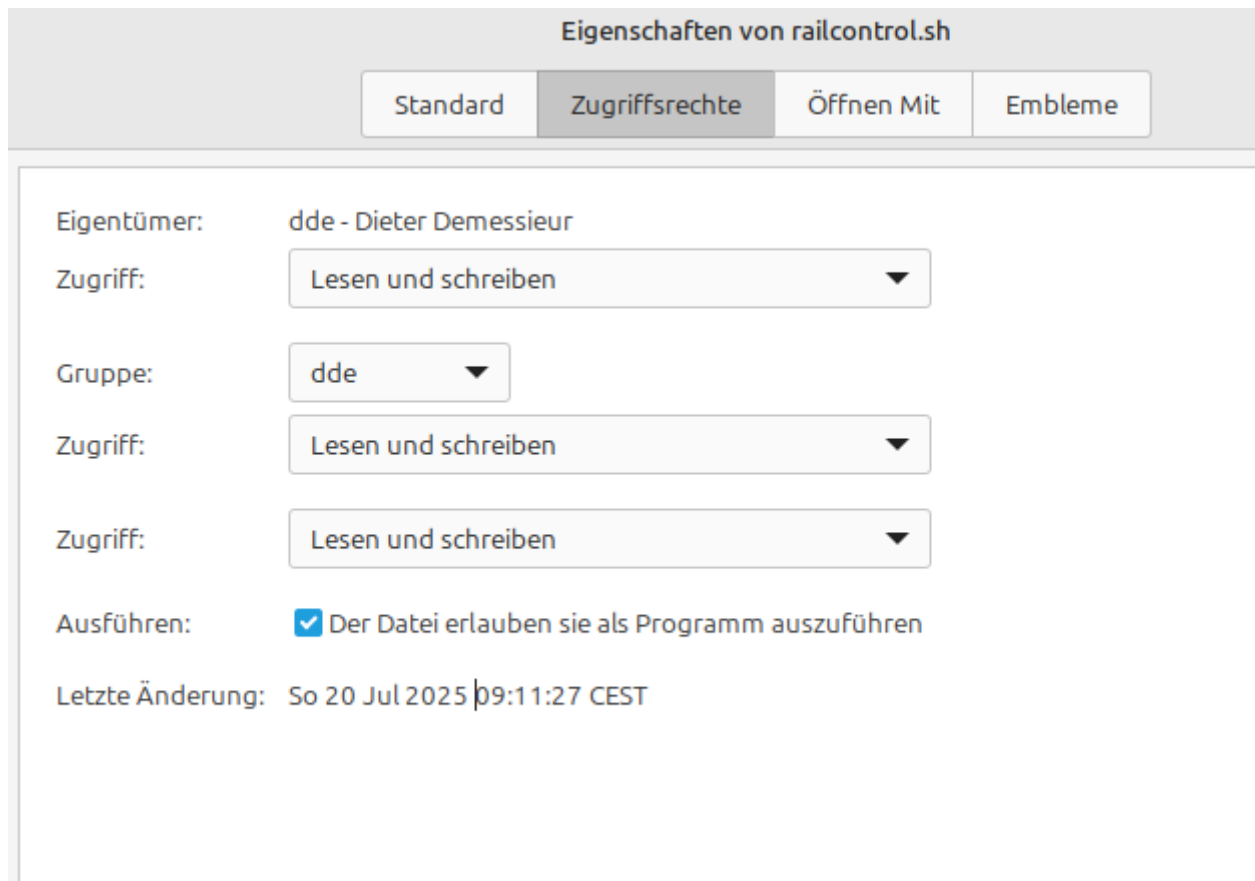 Eigenschaften von railcontrol.sh
Standard Zugriffsrechte Öffnen Mit Embleme
Eigentümer: dde - Dieter Demessieur
Zugriff: Lesen und schreiben
Gruppe: dde
Zugriff: Lesen und schreiben
Zugriff: Lesen und schreiben
Ausführen: Der Datei erlauben sie als Programm auszuführen
Letzte Änderung: So 20 Jul 2025 09:11:27 CEST